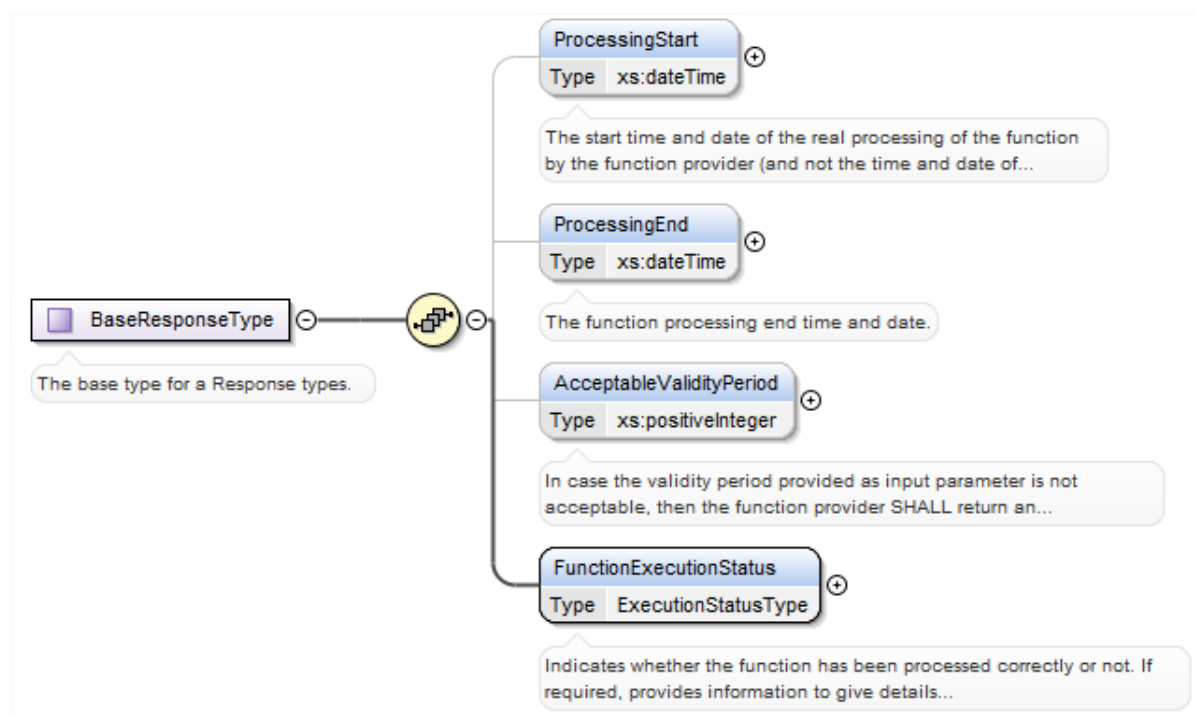 ProcessingStart
Type xs:dateTime
The start time and date of the real processing of the function
by the function provider (and not the time and date of...
ProcessingEnd
Type xs:dateTime
The function processing end time and date.
BaseResponseType
The base type for a Response types.
AcceptableValidityPeriod
Type xs:positiveInteger
In case the validity period provided as input parameter is not
acceptable, then the function provider SHALL return an...
FunctionExecutionStatus
Type ExecutionStatusType
Indicates whether the function has been processed correctly or not. If
required, provides information to give details...